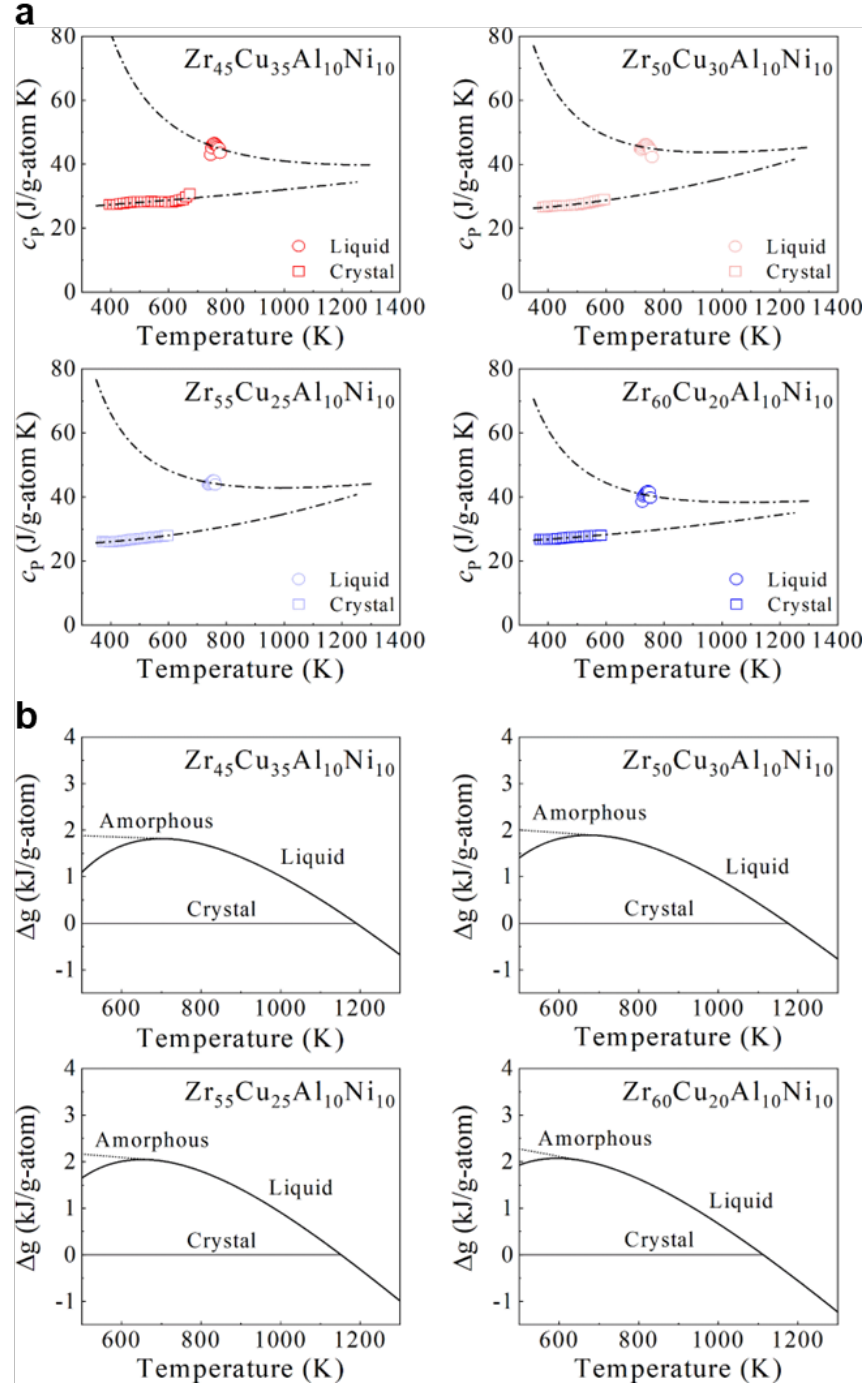 a
Zr45Cu35Al10Ni10
cP (J/g-atom K)
80
60
40
20
0
Liquid
Crystal
400 600 800 1000 1200 1400
Temperature (K)
Zr50Cu30Al10Ni10
cP (J/g-atom K)
80
60
40
20
0
Liquid
Crystal
400 600 800 1000 1200 1400
Temperature (K)
Zr55Cu25Al10Ni10
cP (J/g-atom K)
80
60
40
20
0
Liquid
Crystal
400 600 800 1000 1200 1400
Temperature (K)
Zr60Cu20Al10Ni10
cP (J/g-atom K)
80
60
40
20
0
Liquid
Crystal
400 600 800 1000 1200 1400
Temperature (K)
b
Zr45Cu35Al10Ni10
Δg (kJ/g-atom)
4
3
2
1
0
-1
Amorphous
Liquid
Crystal
600 800 1000 1200
Temperature (K)
Zr50Cu30Al10Ni10
Δg (kJ/g-atom)
4
3
2
1
0
-1
Amorphous
Liquid
Crystal
600 800 1000 1200
Temperature (K)
Zr55Cu25Al10Ni10
Δg (kJ/g-atom)
4
3
2
1
0
-1
Amorphous
Liquid
Crystal
600 800 1000 1200
Temperature (K)
Zr60Cu20Al10Ni10
Δg (kJ/g-atom)
4
3
2
1
0
-1
Amorphous
Liquid
Crystal
600 800 1000 1200
Temperature (K)